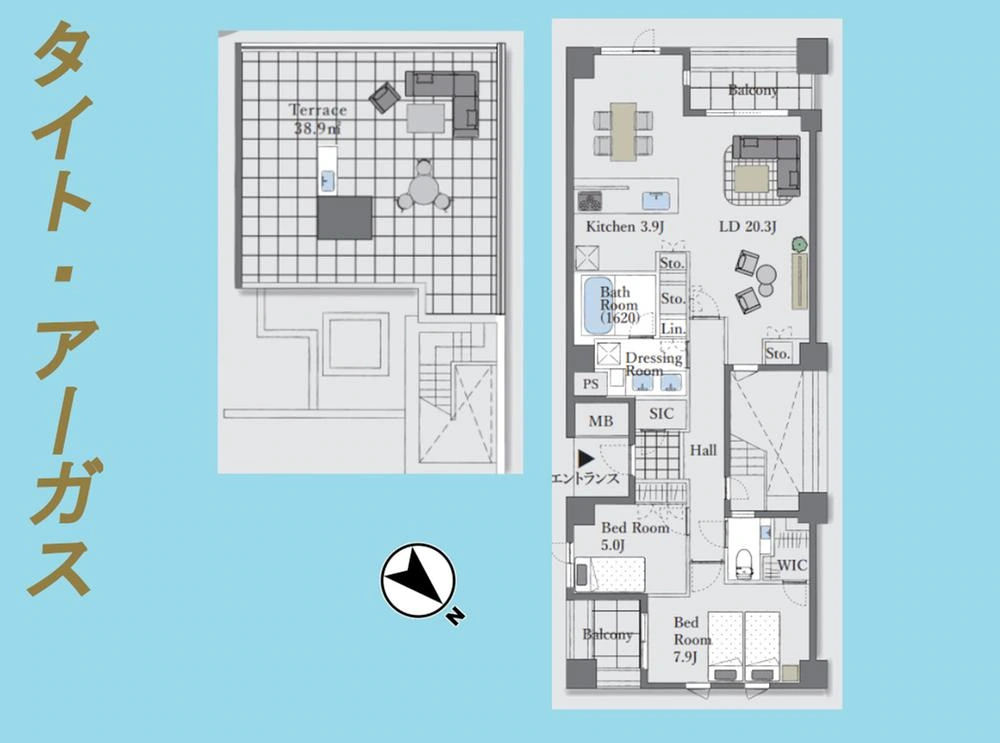 タイト・アーガス
Terrace
38.9㎡
Balcony
Kitchen 3.9J
LD 20.3J
Sto.
Sto.
Bath
Room
(1620)
Lin.
Dressing
Room
Sto.
PS
SIC
MB
Hall
エントランス
Bed Room
5.0J
WIC
Balcony
Bed
Room
7.9J
N